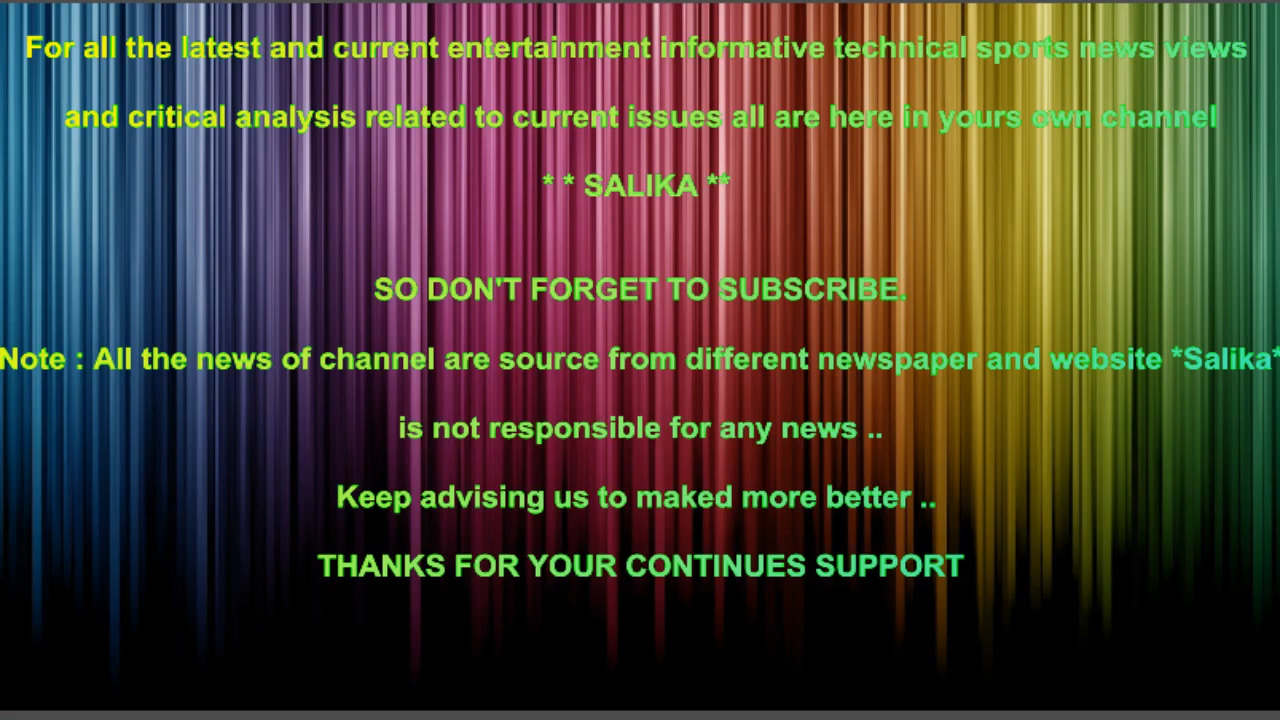 For all the latest and current entertainment informative technical sports news views
and critical analysis related to current issues all are here in yours own channel
* * SALIKA **
SO DON'T FORGET TO SUBSCRIBE.
Note : All the news of channel are source from different newspaper and website *Salika*
is not responsible for any news ..
Keep advising us to maked more better ..
THANKS FOR YOUR CONTINUES SUPPORT